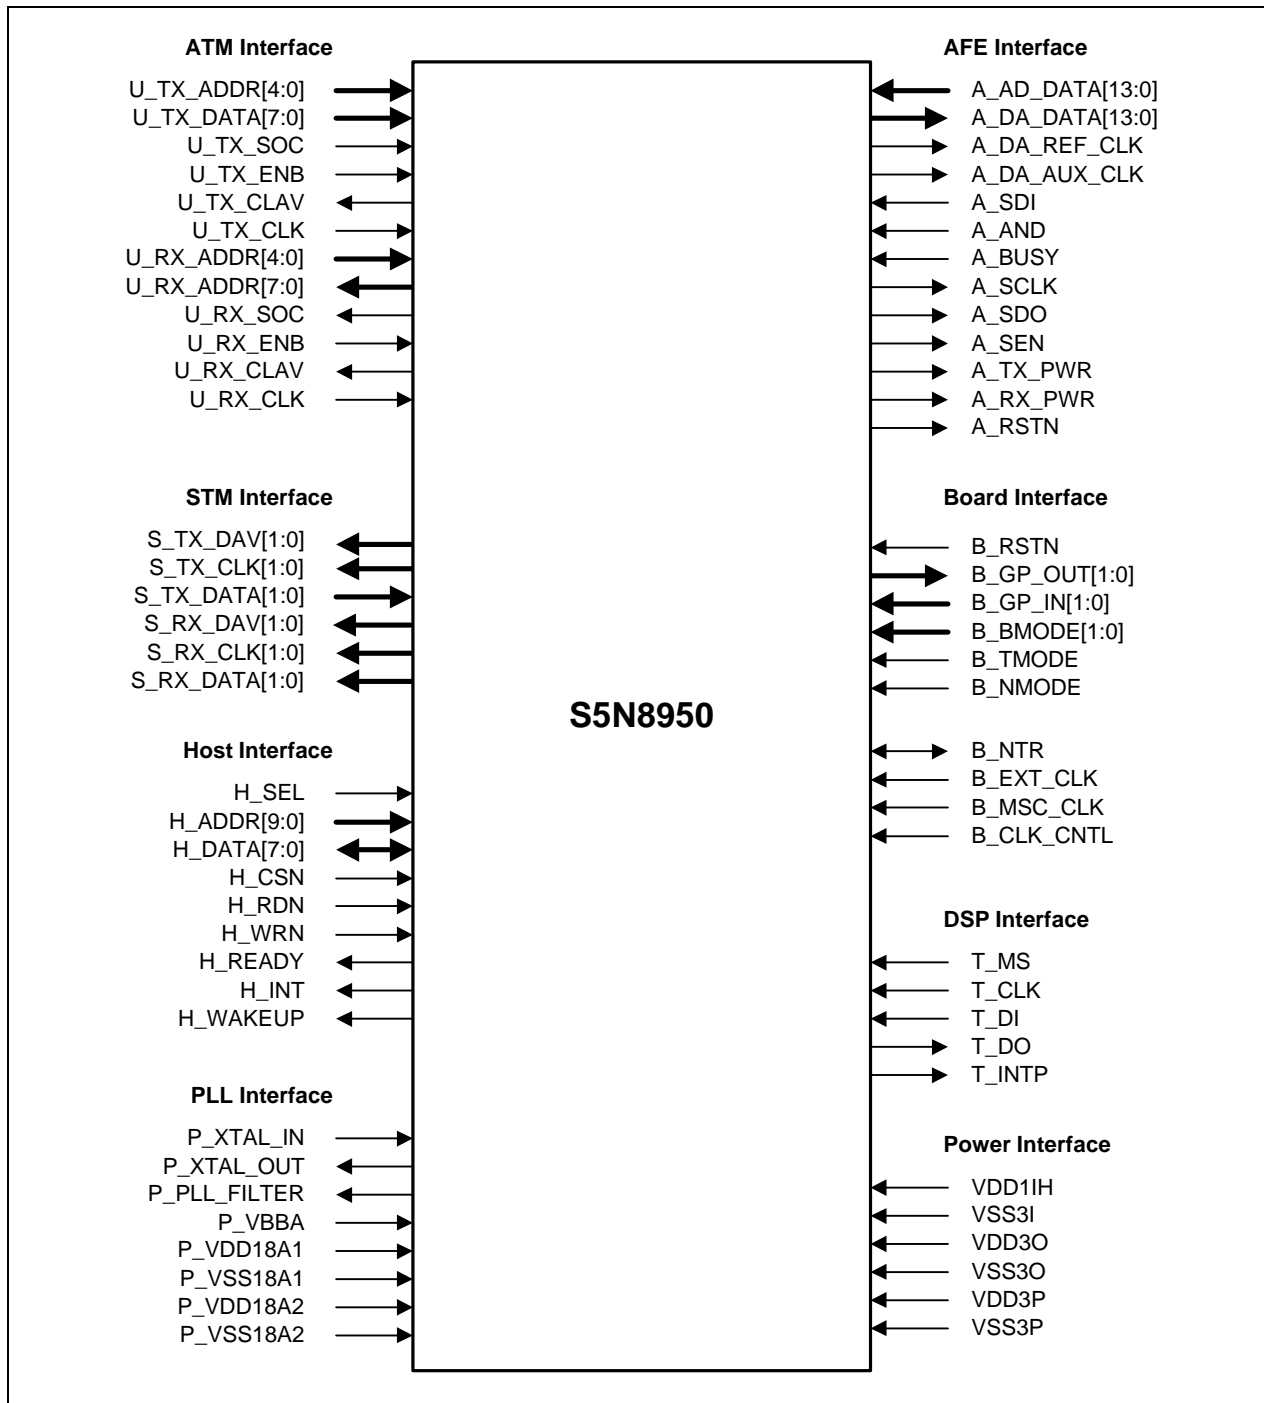 ATM Interface
U_TX_ADDR[4:0]
U_TX_DATA[7:0]
U_TX_SOC
U_TX_ENB
U_TX_CLAV
U_TX_CLK
U_RX_ADDR[4:0]
U_RX_ADDR[7:0]
U_RX_SOC
U_RX_ENB
U_RX_CLAV
U_RX_CLK
STM Interface
S_TX_DAV[1:0]
S_TX_CLK[1:0]
S_TX_DATA[1:0]
S_RX_DAV[1:0]
S_RX_CLK[1:0]
S_RX_DATA[1:0]
Host Interface
H_SEL
H_ADDR[9:0]
H_DATA[7:0]
H_CSN
H_RDN
H_WRN
H_READY
H_INT
H_WAKEUP
PLL Interface
P_XTAL_IN
P_XTAL_OUT
P_PLL_FILTER
P_VBBA
P_VDD18A1
P_VSS18A1
P_VDD18A2
P_VSS18A2
S5N8950
AFE Interface
A_AD_DATA[13:0]
A_DA_DATA[13:0]
A_DA_REF_CLK
A_DA_AUX_CLK
A_SDI
A_AND
A_BUSY
A_SCLK
A_SDO
A_SEN
A_TX_PWR
A_RX_PWR
A_RSTN
Board Interface
B_RSTN
B_GP_OUT[1:0]
B_GP_IN[1:0]
B_BMODE[1:0]
B_TMODE
B_NMODE
B_NTR
B_EXT_CLK
B_MSC_CLK
B_CLK_CNTL
DSP Interface
T_MS
T_CLK
T_DI
T_DO
T_INTP
Power Interface
VDD1IH
VSS3I
VDD3O
VSS3O
VDD3P
VSS3P